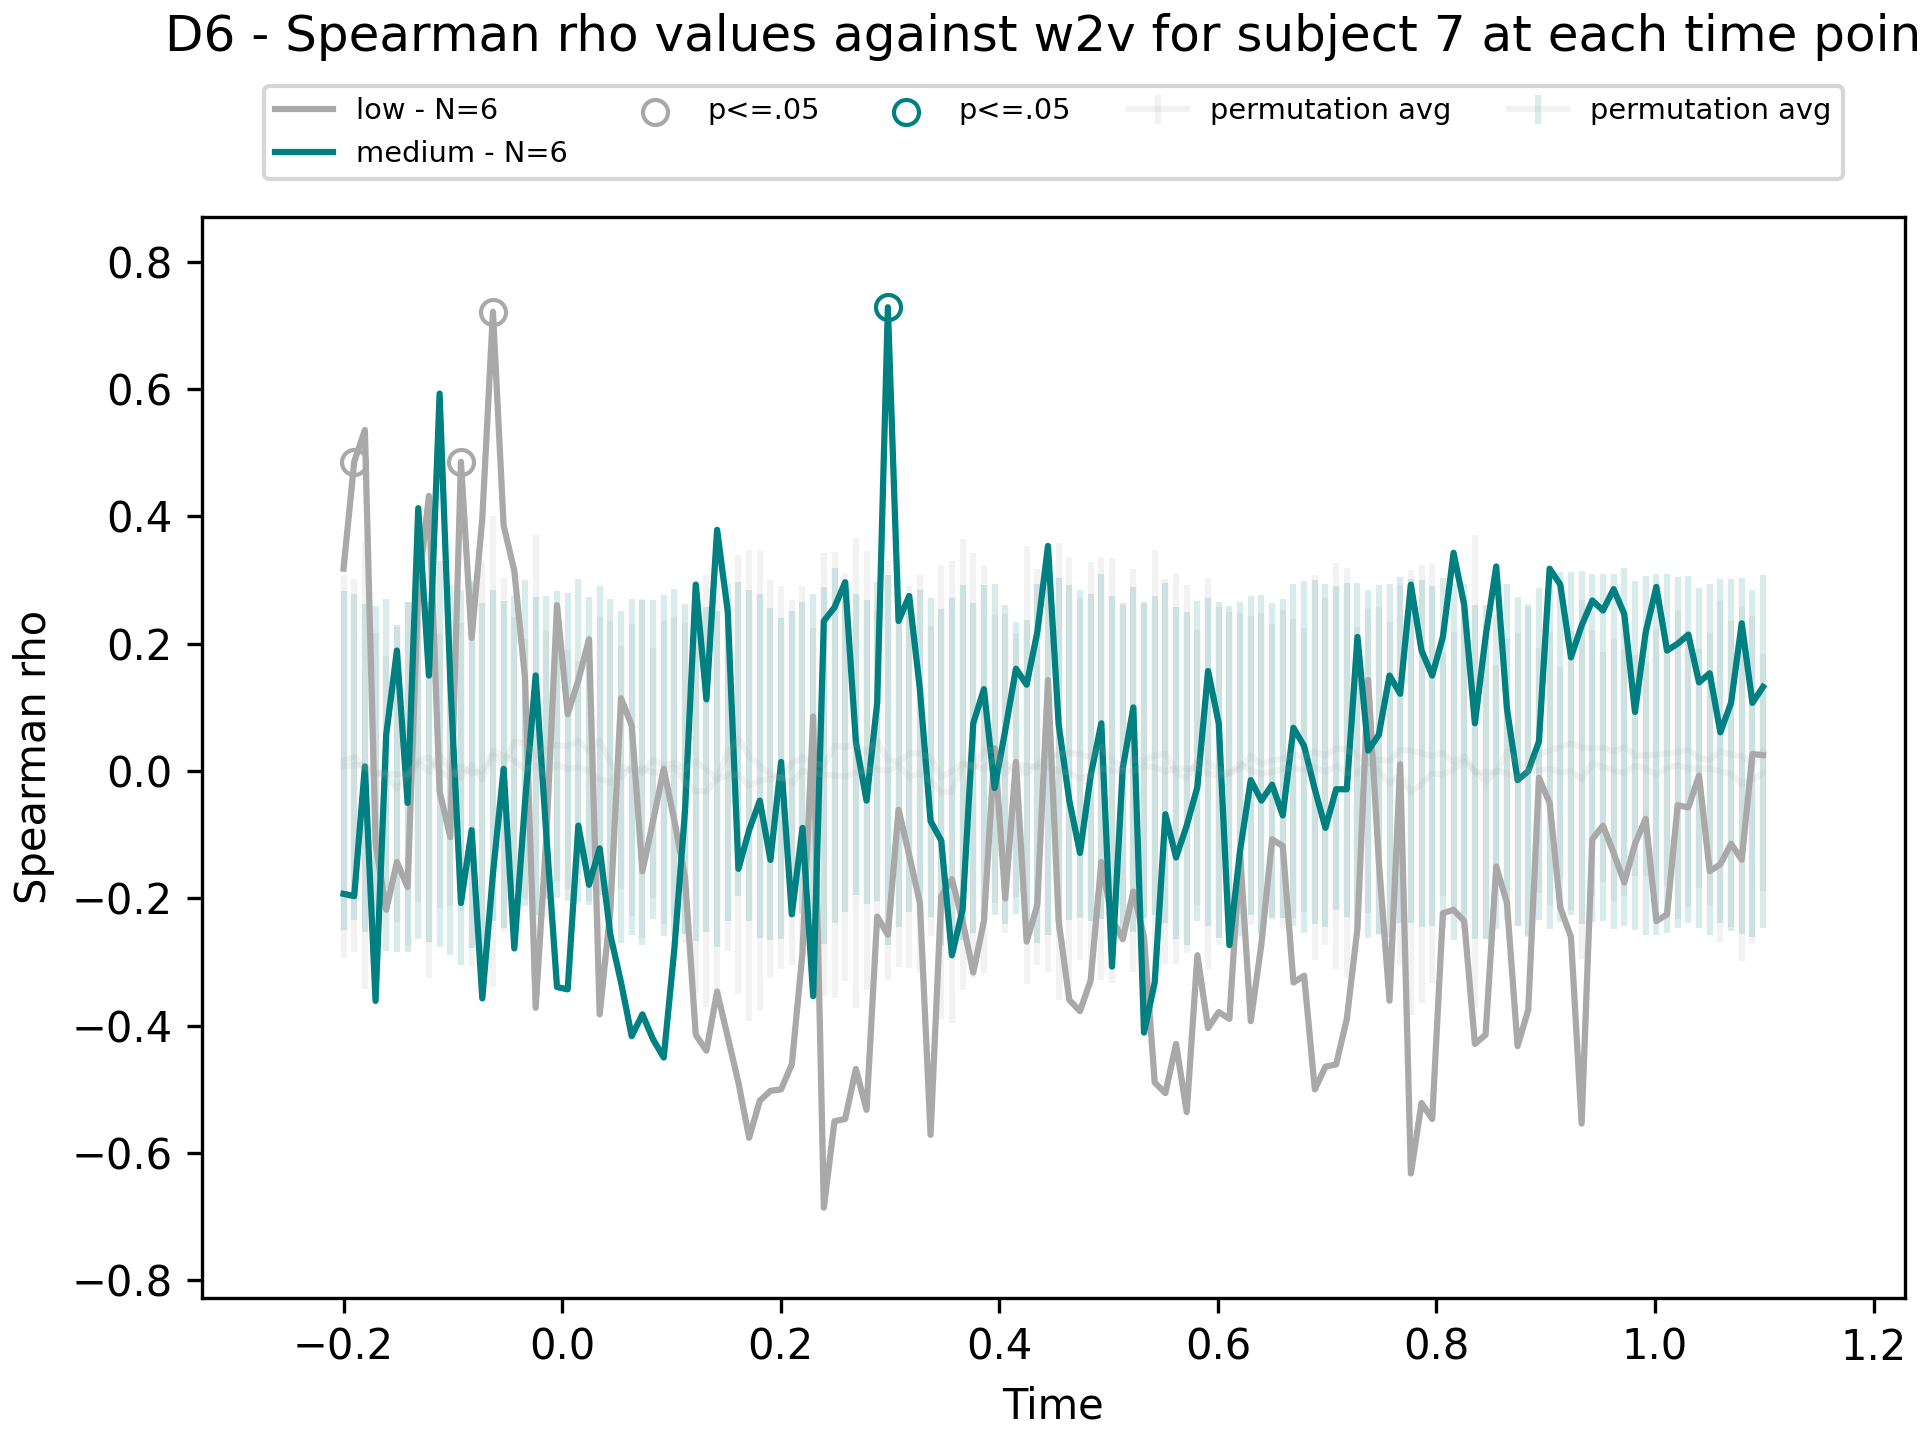 D6 - Spearman rho values against w2v for subject 7 at each time poin
low - N=6
medium - N=6
p<=.05
p<=.05
permutation avg
permutation avg
Spearman rho
0.8
0.6
0.4
0.2
0.0
−0.2
−0.4
−0.6
−0.8
−0.2 0.0 0.2 0.4 0.6 0.8 1.0 1.2
Time